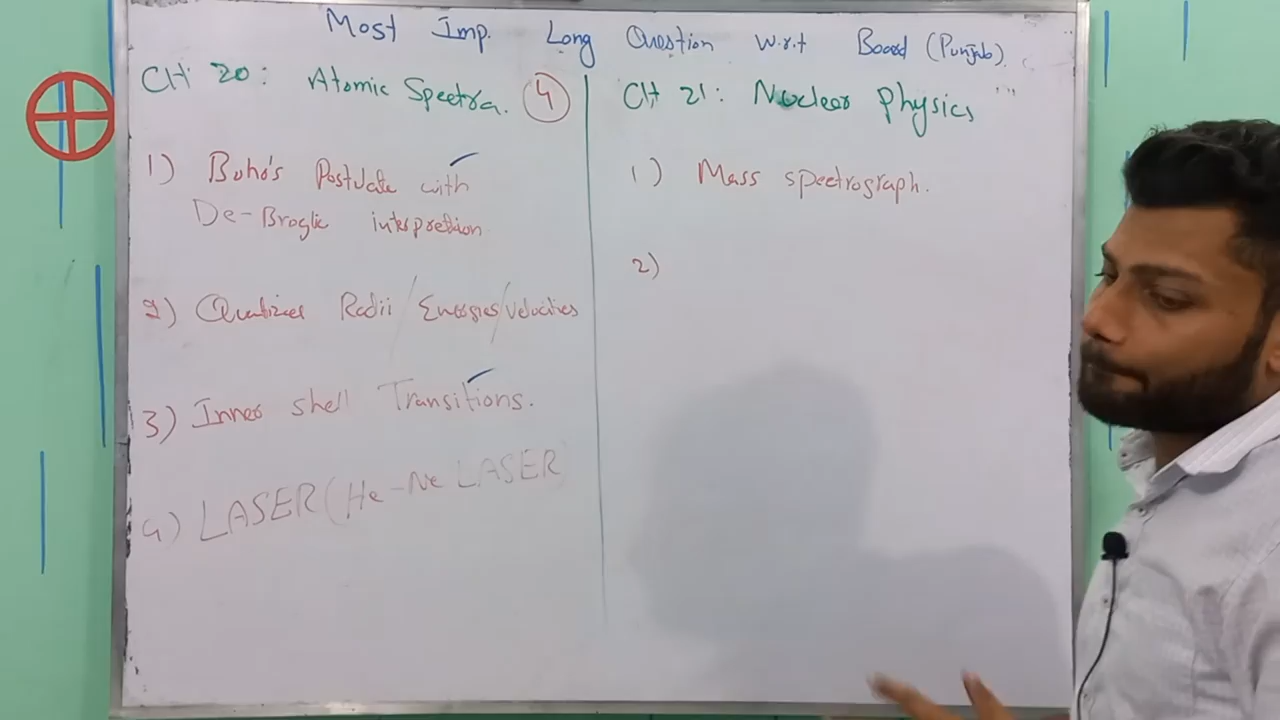 Most Imp. Long Question w.r.t Board (Punjab).
CH 20: Atomic Spectra. 4
1) Bohr's Postulate with
De-Broglie interpretion
2) Quatizes Radii / Energies / Velocities
3) Inner shell Transitions.
4) LASER (He-Ne LASER)
CH 21: Nuclear Physics
1) Mass spectrograph.
2)